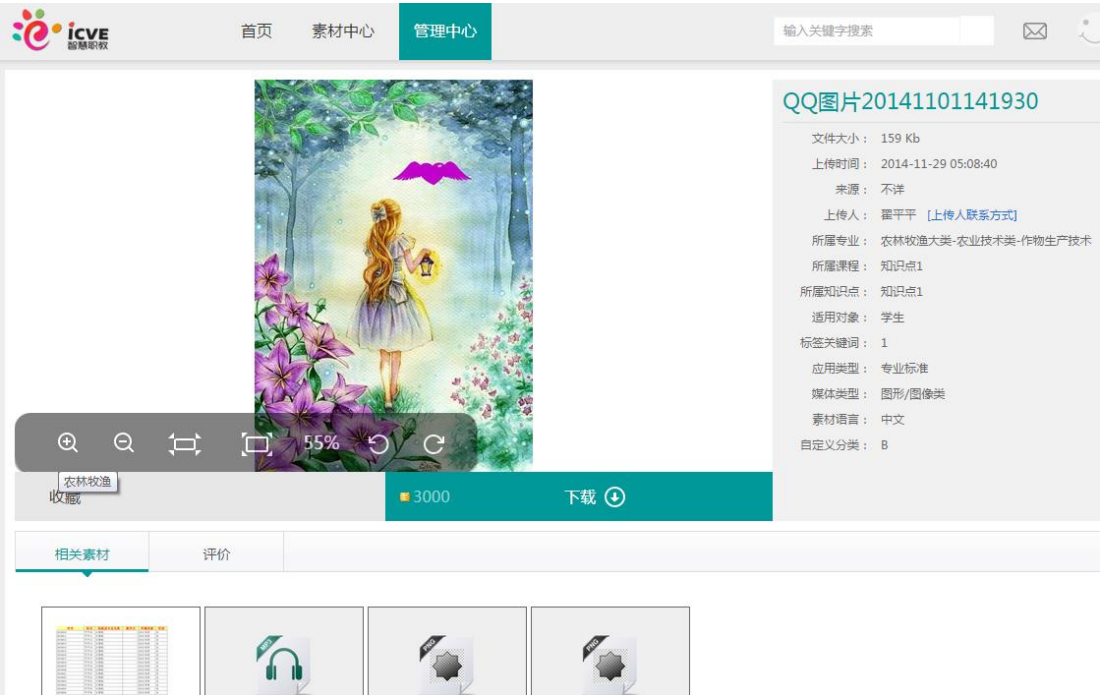 icve
智慧职教
首页 素材中心 管理中心 输入关键字搜索
QQ图片20141101141930
文件大小： 159 Kb
上传时间： 2014-11-29 05:08:40
来源： 不详
上传人： 翟平平 [上传人联系方式]
所属专业： 农林牧渔大类-农业技术类-作物生产技术
所属课程： 知识点1
所属知识点： 知识点1
适用对象： 学生
标签关键词： 1
应用类型： 专业标准
媒体类型： 图形/图像类
素材语言： 中文
自定义分类： B
55%
农林牧渔
收藏 3000 下载
相关素材 评价
MP3 PNG PNG